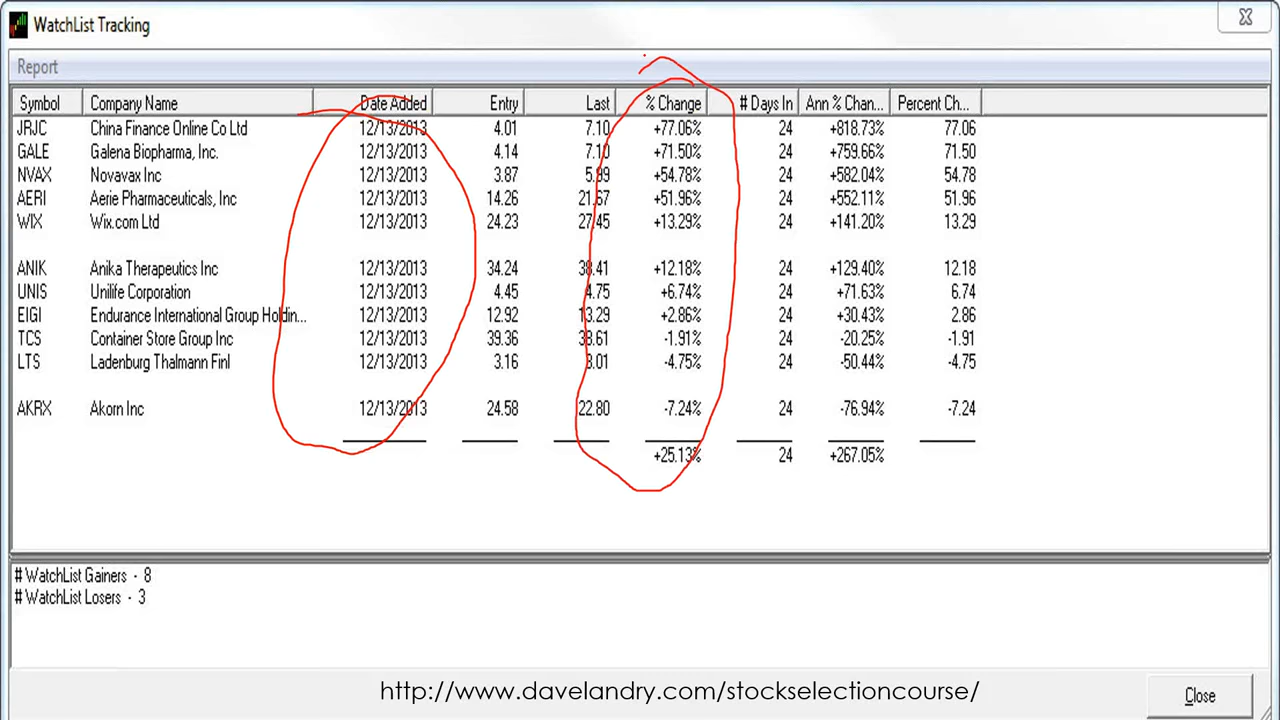 WatchList Tracking
Report
Symbol Company Name Date Added Entry Last % Change # Days In Ann % Chan... Percent Ch...
JRJC China Finance Online Co Ltd 12/13/2013 4.01 7.10 +77.06% 24 +818.73% 77.06
GALE Galena Biopharma, Inc. 12/13/2013 4.14 7.10 +71.50% 24 +759.66% 71.50
NVAX Novavax Inc 12/13/2013 3.87 5.99 +54.78% 24 +582.04% 54.78
AERI Aerie Pharmaceuticals, Inc 12/13/2013 14.26 21.67 +51.96% 24 +552.11% 51.96
WIX Wix.com Ltd 12/13/2013 24.23 27.45 +13.29% 24 +141.20% 13.29
ANIK Anika Therapeutics Inc 12/13/2013 34.24 38.41 +12.18% 24 +129.40% 12.18
UNIS Unilife Corporation 12/13/2013 4.45 4.75 +6.74% 24 +71.63% 6.74
EIGI Endurance International Group Holdin... 12/13/2013 12.92 13.29 +2.86% 24 +30.43% 2.86
TCS Container Store Group Inc 12/13/2013 39.36 38.61 -1.91% 24 -20.25% -1.91
LTS Ladenburg Thalmann Finl 12/13/2013 3.16 3.01 -4.75% 24 -50.44% -4.75
AKRX Akorn Inc 12/13/2013 24.58 22.80 -7.24% 24 -76.94% -7.24
+25.13% 24 +267.05%
# WatchList Gainers - 8
# WatchList Losers - 3
http://www.davelandry.com/stockselectioncourse/
Close